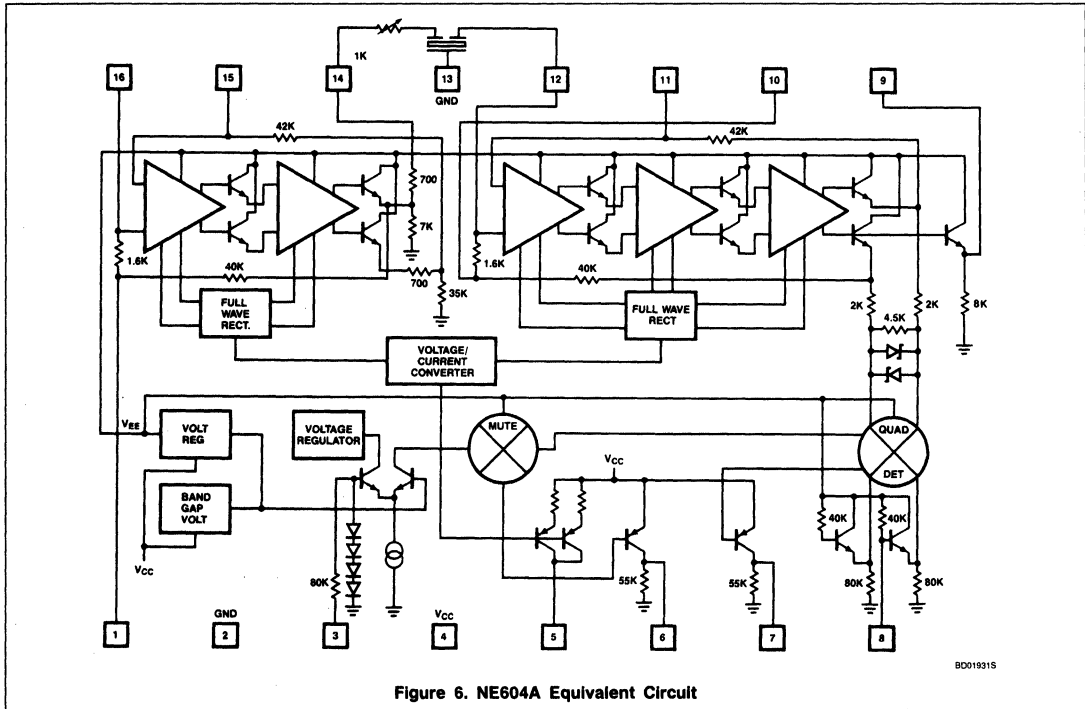 1K
16
15
14
13
12
11
10
9
GND
42K
42K
700
7K
1.6K
40K
700
35K
1.6K
40K
2K
2K
8K
4.5K
FULL
WAVE
RECT.
FULL WAVE
RECT
VOLTAGE/
CURRENT
CONVERTER
VEE
VOLT
REG
VOLTAGE
REGULATOR
MUTE
QUAD
DET
VCC
BAND
GAP
VOLT
VCC
80K
55K
55K
40K
40K
80K
80K
GND
VCC
1
2
3
4
5
6
7
8
BD01931S
Figure 6. NE604A Equivalent Circuit